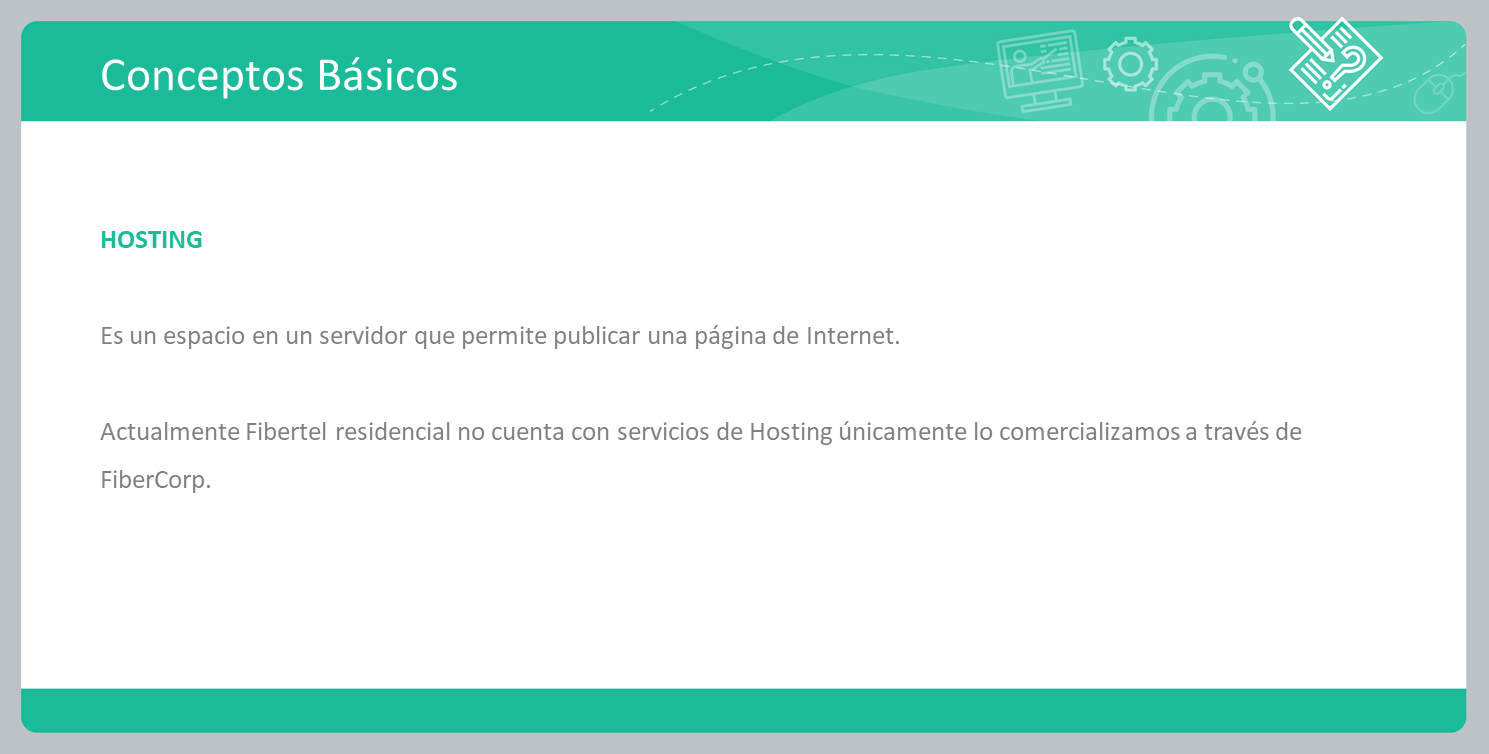 Conceptos Básicos
HOSTING
Es un espacio en un servidor que permite publicar una página de Internet.
Actualmente Fibertel residencial no cuenta con servicios de Hosting únicamente lo comercializamos a través de
FiberCorp.